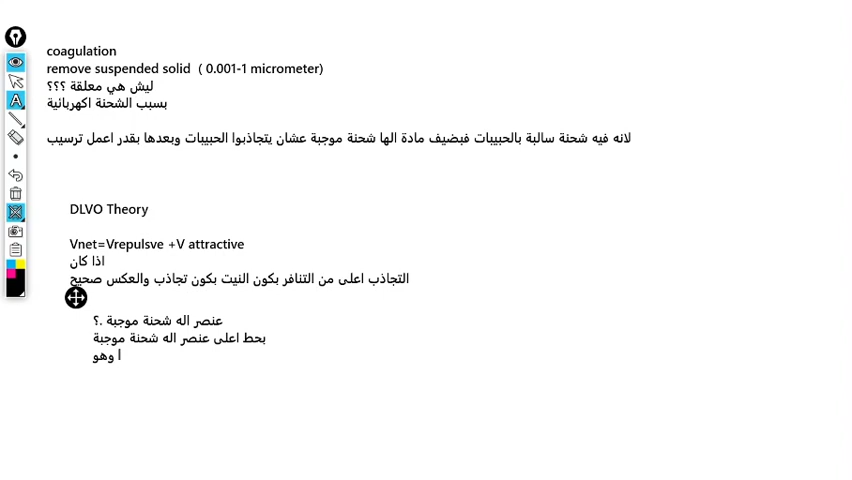 coagulation
remove suspended solid ( 0.001-1 micrometer)
ليش هي معلقة ؟؟؟
بسبب الشحنة اكهربائية
لانه فيه شحنة سالبة بالحبيبات فبضيف مادة الها شحنة موجبة عشان يتجاذبوا الحبيبات وبعدها بقدر اعمل ترسيب
DLVO Theory
Vnet=Vrepulsve +V attractive
اذا كان
التجاذب اعلى من التنافر بكون النيت بكون تجاذب والعكس صحيح
عنصر اله شحنة موجبة .؟
بحط اعلى عنصر اله شحنة موجبة
وهو ا